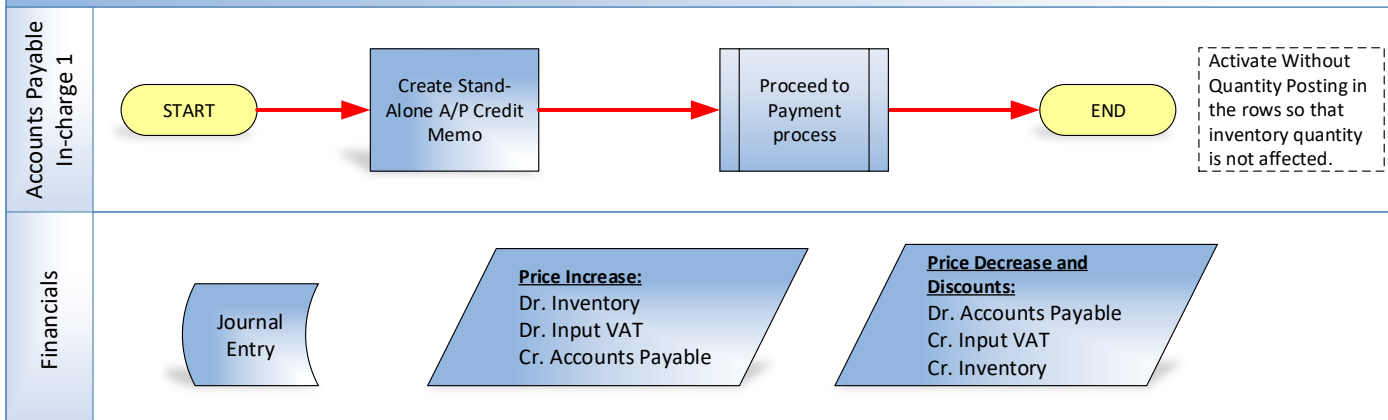 Accounts Payable
In-charge 1
START
Create Stand-
Alone A/P Credit
Memo
Proceed to
Payment
process
END
Activate Without
Quantity Posting in
the rows so that
inventory quantity
is not affected.
Financials
Journal
Entry
Price Increase:
Dr. Inventory
Dr. Input VAT
Cr. Accounts Payable
Price Decrease and
Discounts:
Dr. Accounts Payable
Cr. Input VAT
Cr. Inventory